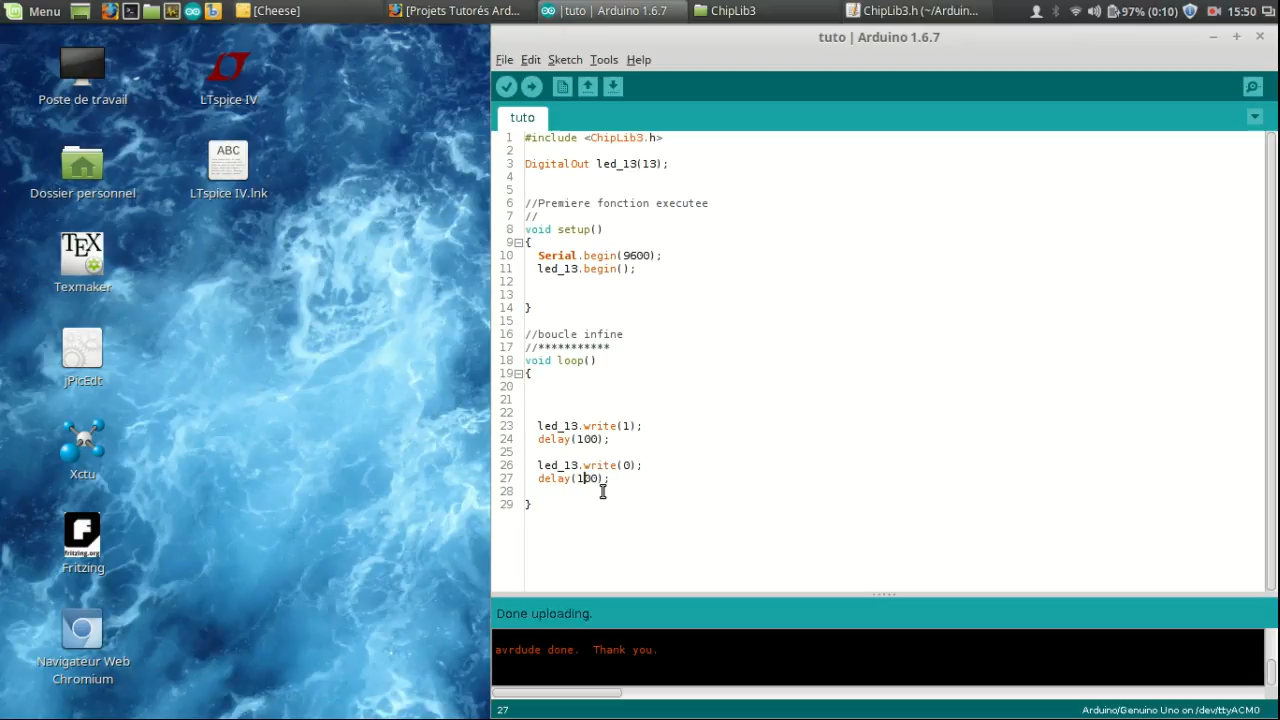 Menu
[Cheese]
[Projets Tutorés Ard...
tuto | Arduino 1.6.7
ChipLib3
ChipLib3.h (~/Arduin...
37% (0:10)
15:50
Poste de travail
LTspice IV
Dossier personnel
ABC
LTspice IV.lnk
TEX
Texmaker
jPicEdt
Xctu
fritzing.org
Fritzing
Navigateur Web
Chromium
tuto | Arduino 1.6.7
File Edit Sketch Tools Help
tuto
1 #include <ChipLib3.h>
2
3 DigitalOut led_13(13);
4
5
6 //Premiere fonction executee
7 //
8 void setup()
9 {
10 Serial.begin(9600);
11 led_13.begin();
12
13
14 }
15
16 //boucle infine
17 //***********
18 void loop()
19 {
20
21
22
23 led_13.write(1);
24 delay(100);
25
26 led_13.write(0);
27 delay(100);
28
29 }
Done uploading.
avrdude done. Thank you.
27
Arduino/Genuino Uno on /dev/ttyACM0